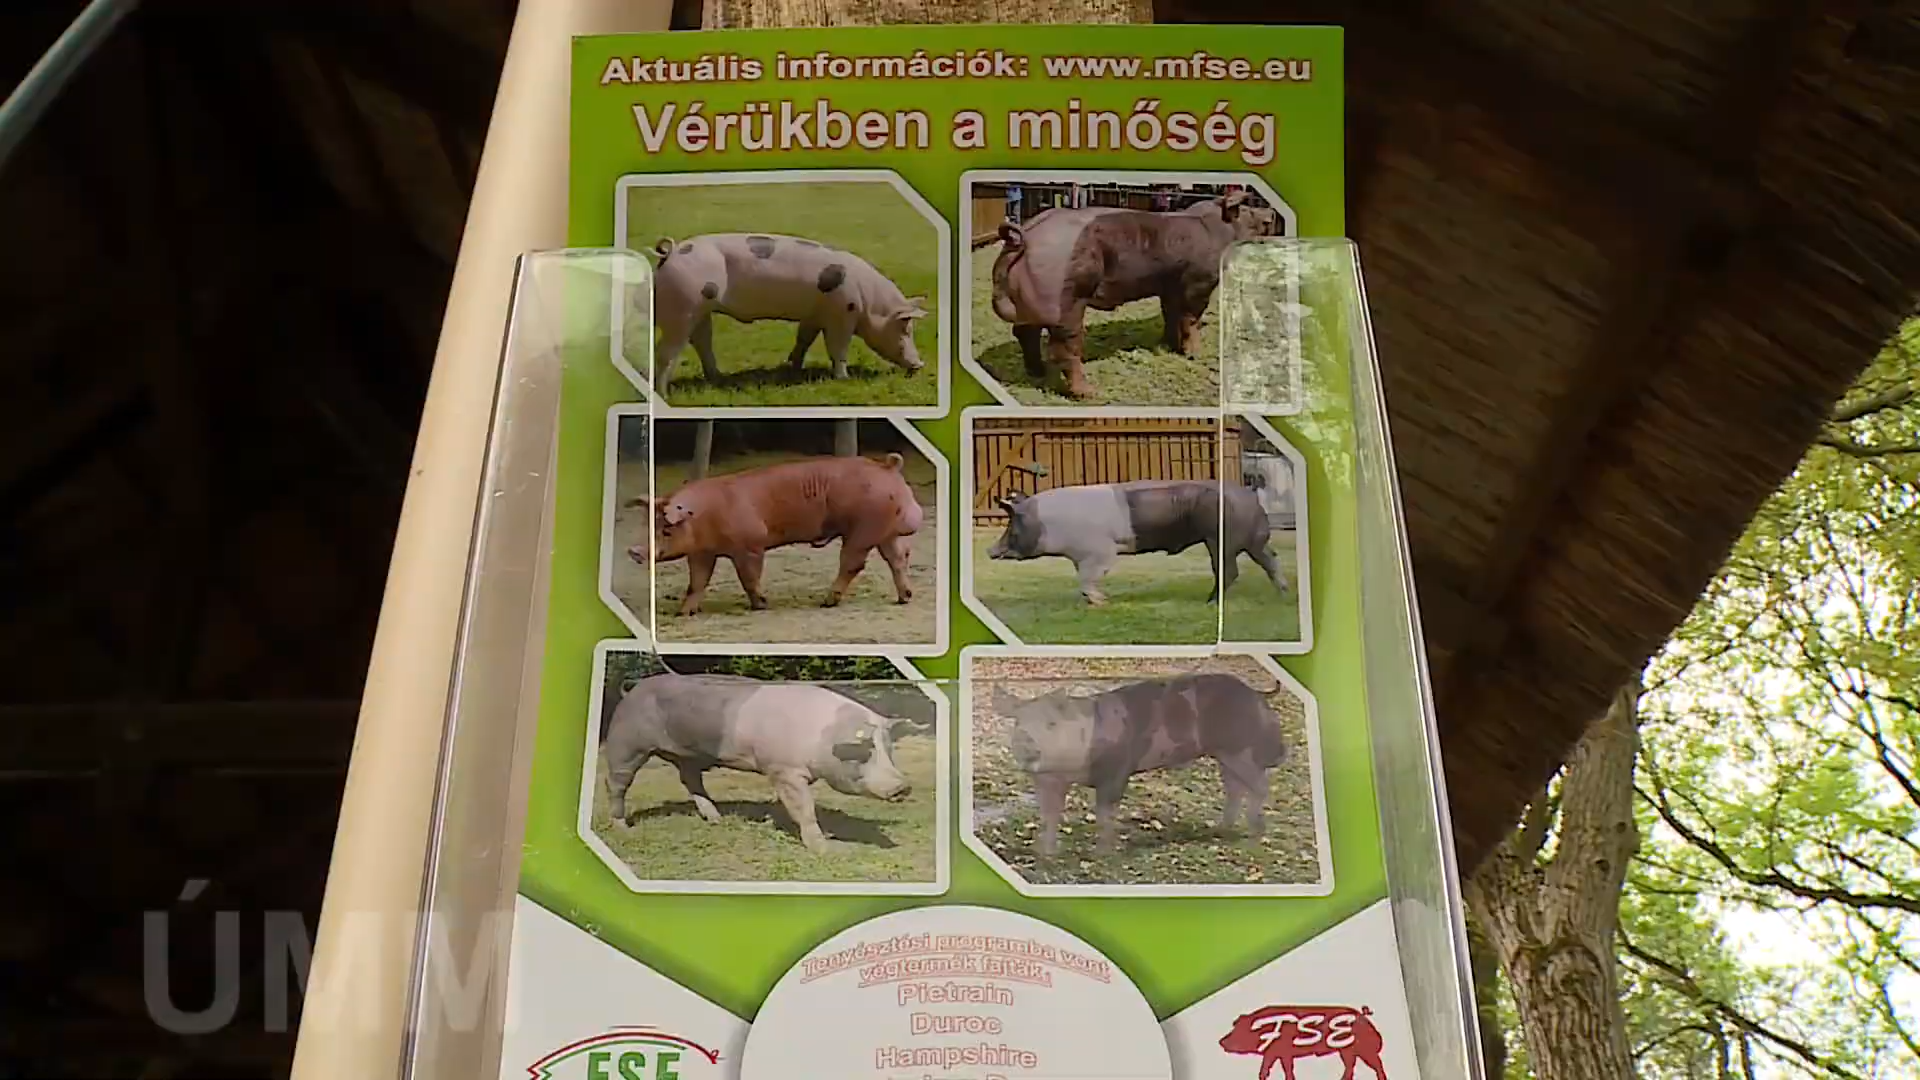 Aktuális információk: www.mfse.eu
Vérükben a minőség
Tenyésztési programba vont
végtermék fajták:
Pietrain
Duroc
Hampshire
FSE
FSE
ÚMM